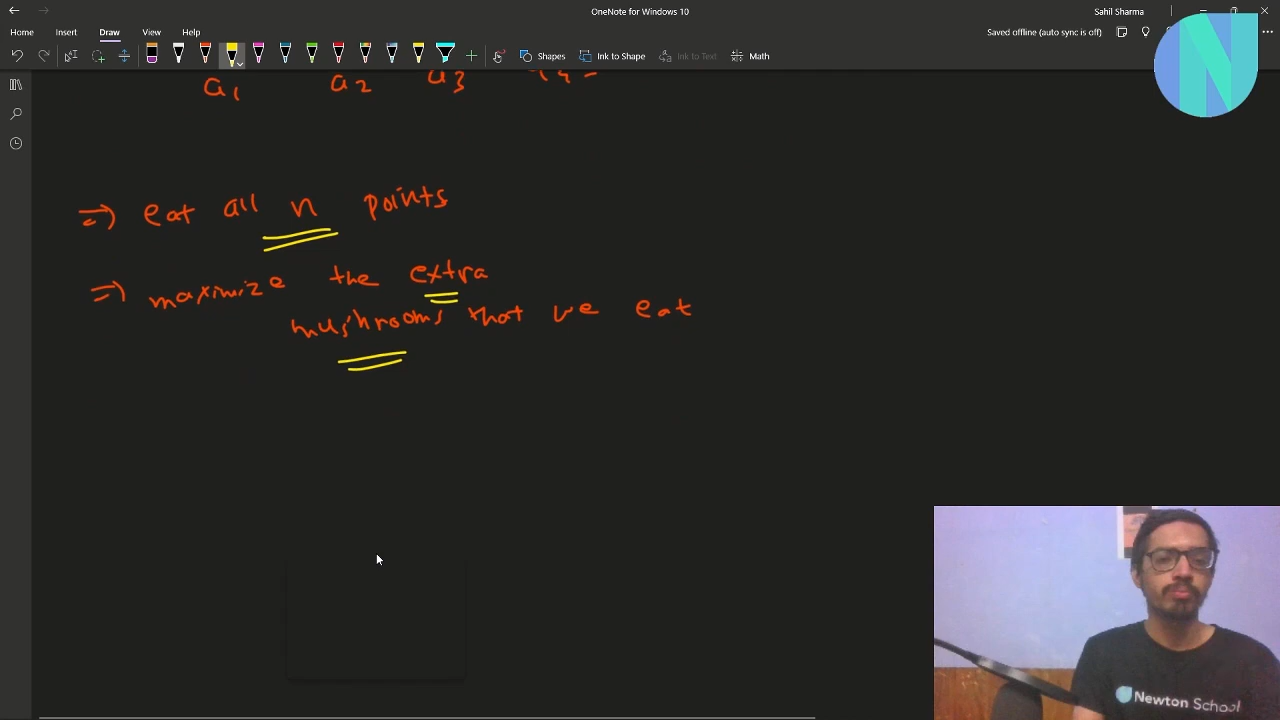 OneNote for Windows 10
Sahil Sharma
Home Insert Draw View Help
Saved offline (auto sync is off)
Shapes Ink to Shape Ink to Text Math
a1 a2 a3
⇒ eat all n points
⇒ maximize the extra
mushrooms that we eat
Newton School